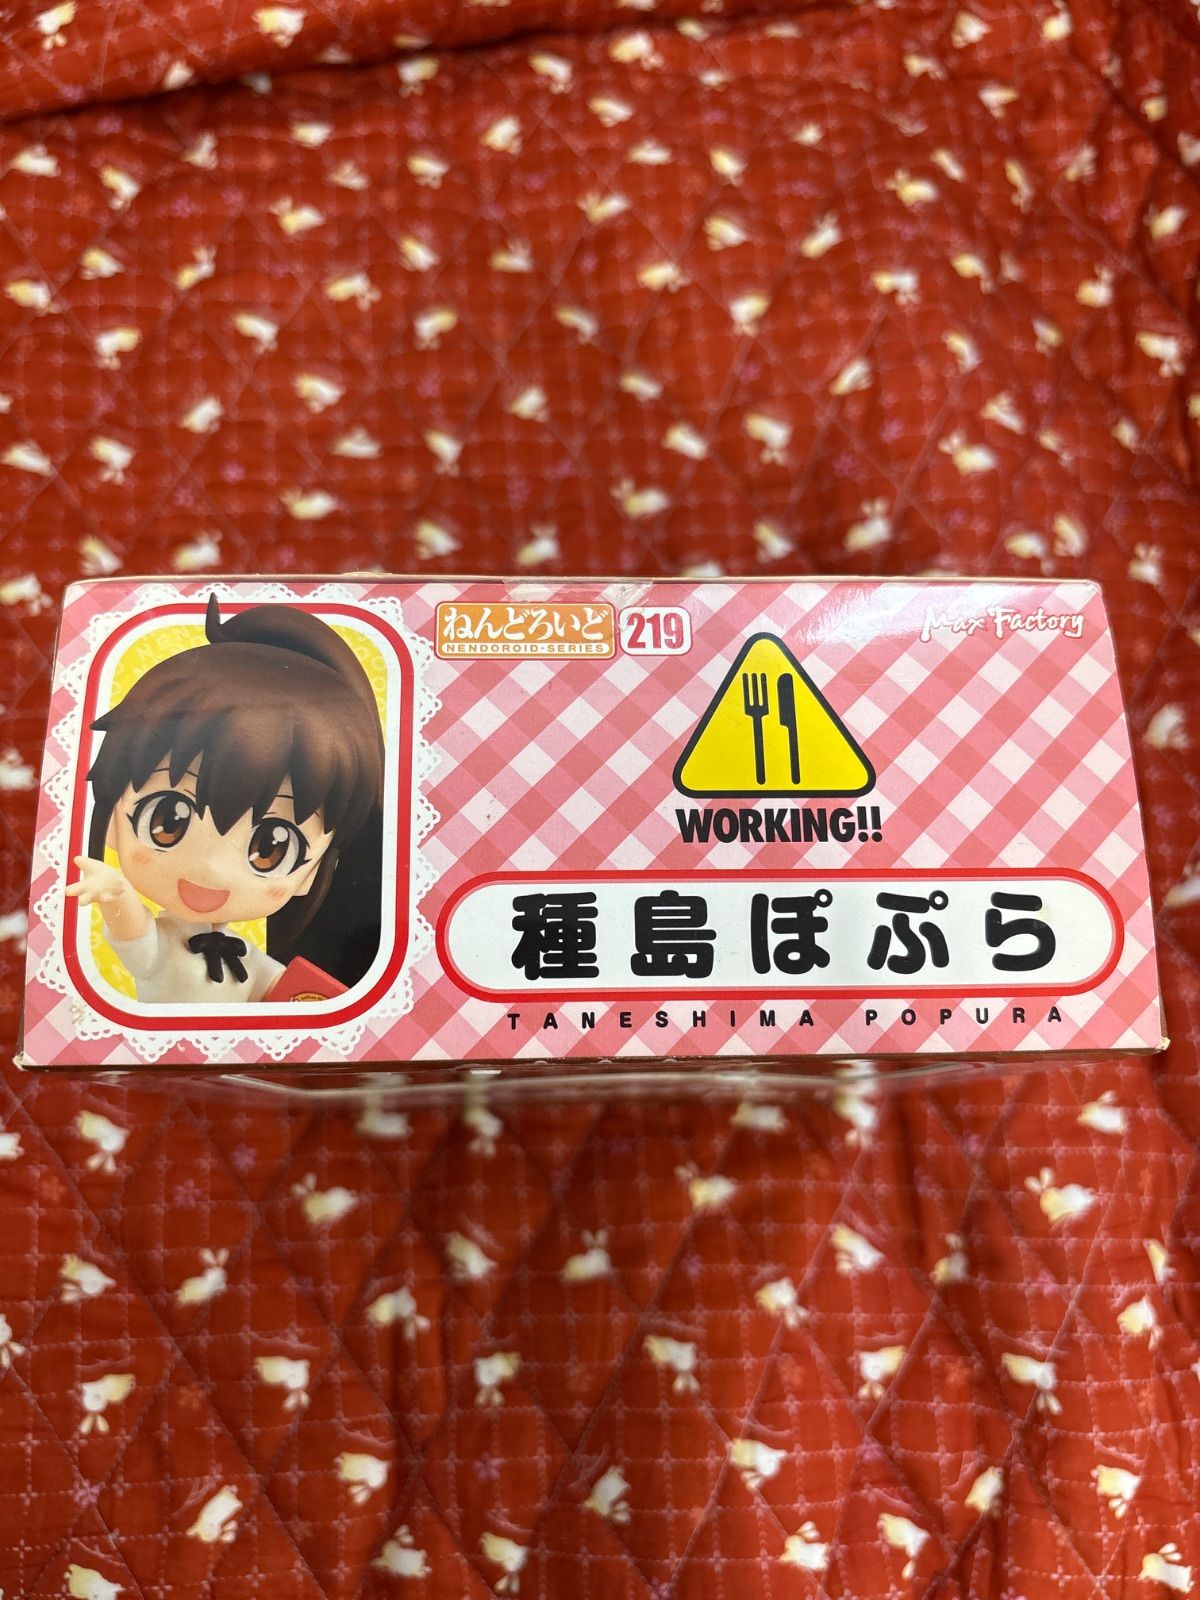 ねんどろいど
NENDOROID・SERIES
219
Max Factory
WORKING!!
種島ぽぷら
TANESHIMA POPURA